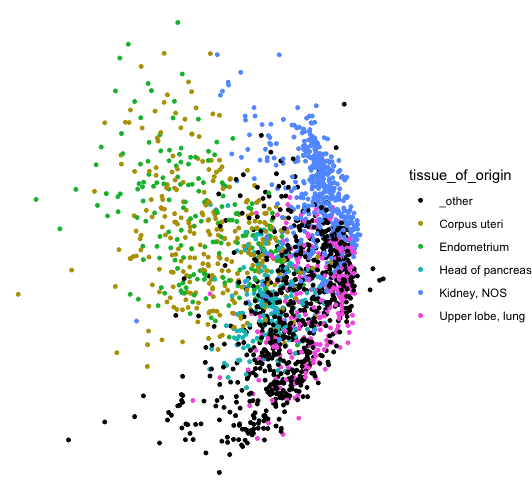 tissue_of_origin
_other
Corpus uteri
Endometrium
Head of pancreas
Kidney, NOS
Upper lobe, lung